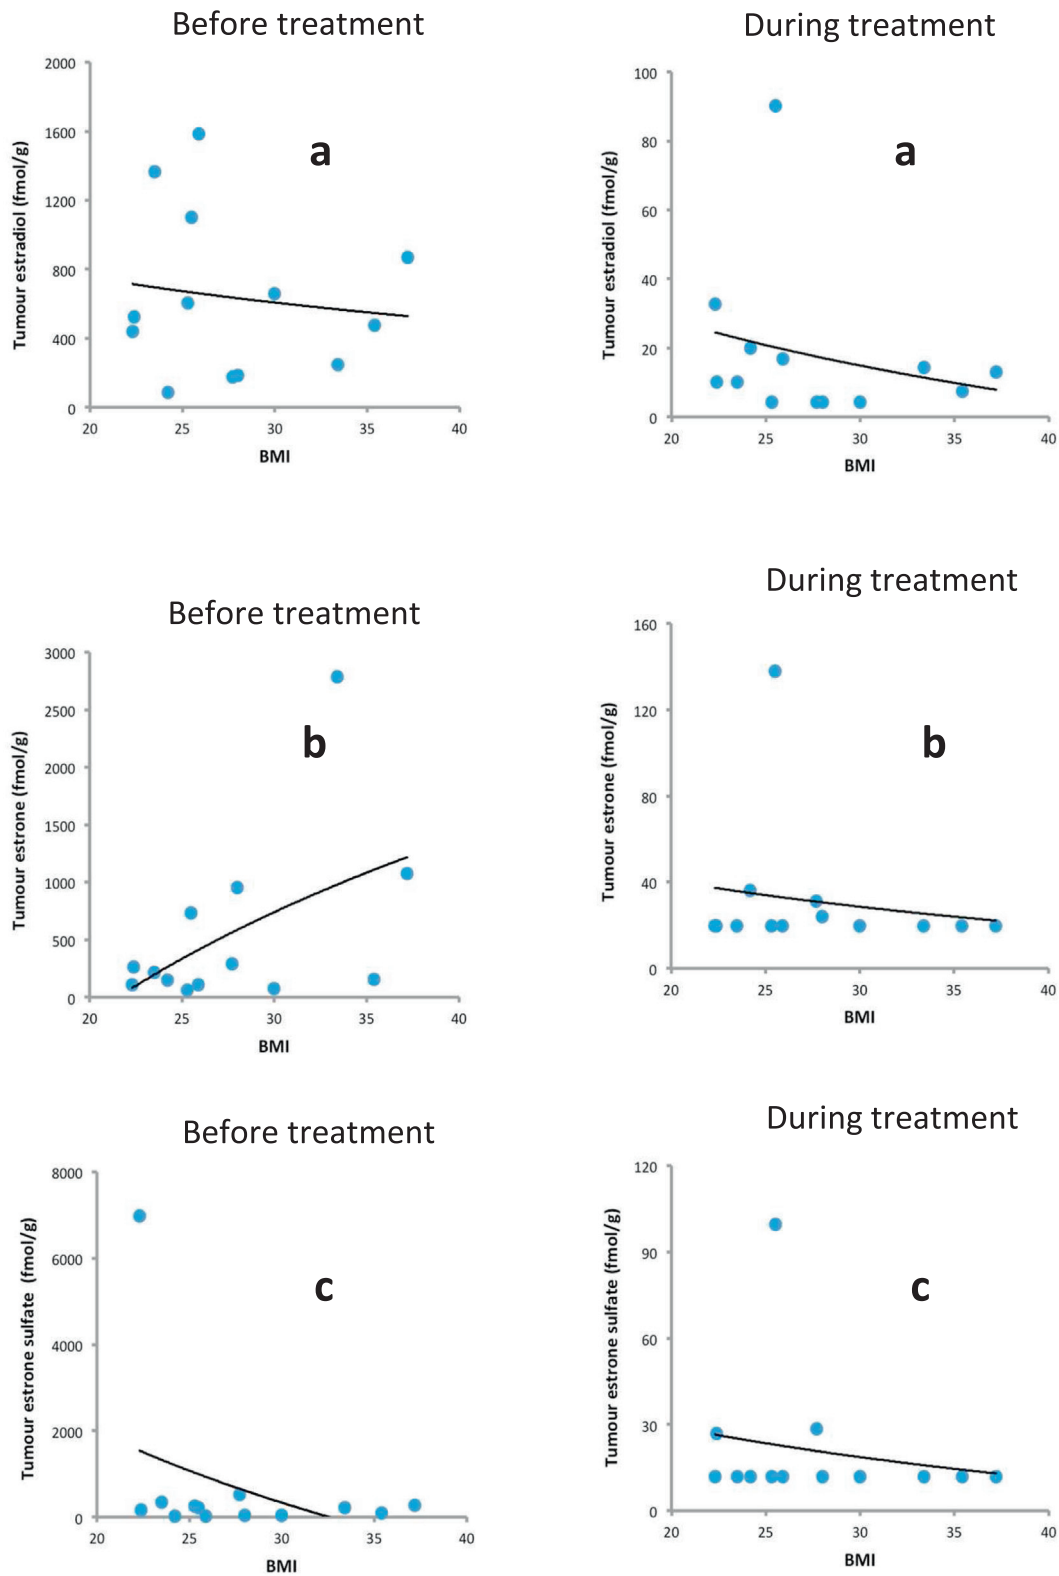 Before treatment
2000
1600
1200
800
400
0
20 25 30 35 40
BMI
Tumour estradiol (fmol/g)
a
During treatment
100
80
60
40
20
0
20 25 30 35 40
BMI
Tumour estradiol (fmol/g)
a
Before treatment
3000
2500
2000
1500
1000
500
0
20 25 30 35 40
BMI
Tumour estrone (fmol/g)
b
During treatment
160
120
80
40
0
20 25 30 35 40
BMI
Tumour estrone (fmol/g)
b
Before treatment
8000
6000
4000
2000
0
20 25 30 35 40
BMI
Tumour estrone sulfate (fmol/g)
c
During treatment
120
90
60
30
0
20 25 30 35 40
BMI
Tumour estrone sulfate (fmol/g)
c